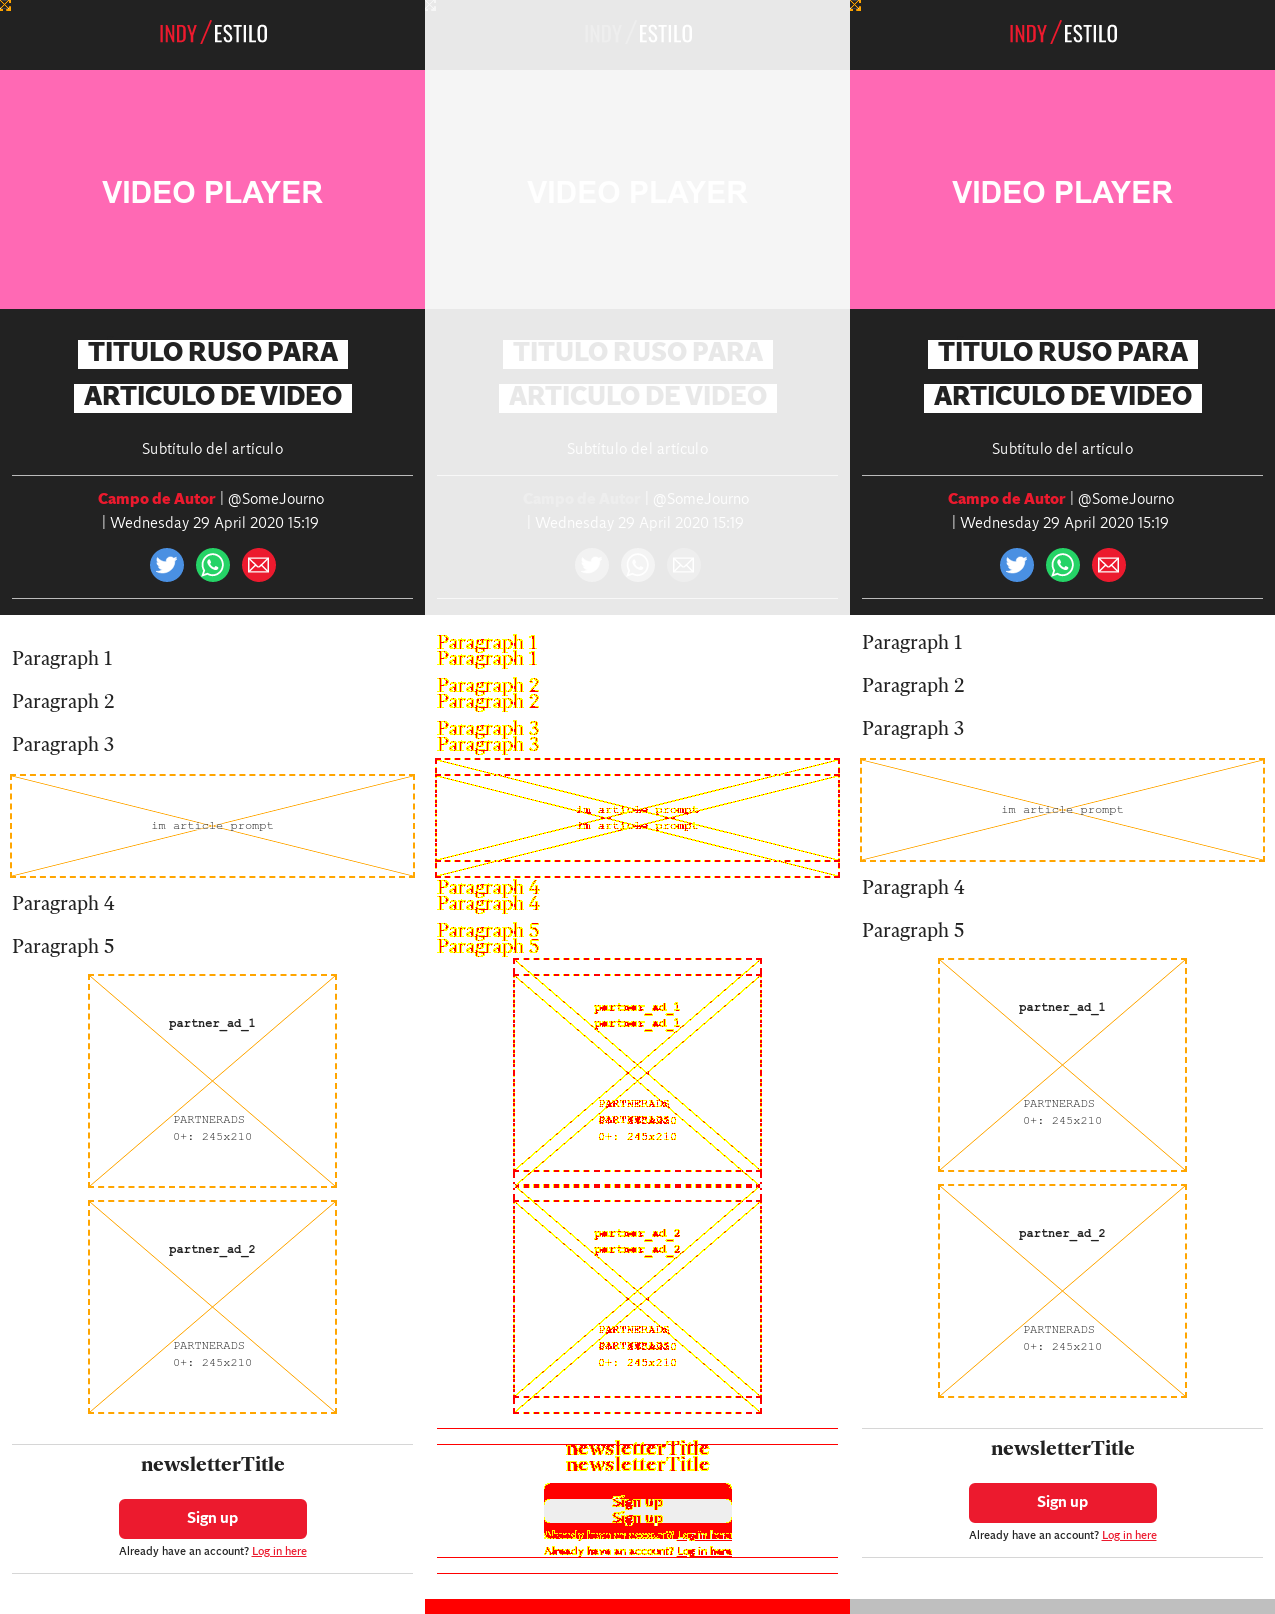 INDY/ESTILO
VIDEO PLAYER
TITULO RUSO PARA
ARTICULO DE VIDEO
Subtítulo del artículo
Campo de Autor | @SomeJourno
| Wednesday 29 April 2020 15:19
Paragraph 1
Paragraph 2
Paragraph 3
im article prompt
Paragraph 4
Paragraph 5
partner_ad_1
PARTNERADS
0+: 245x210
partner_ad_2
PARTNERADS
0+: 245x210
newsletterTitle
Sign up
Already have an account? Log in here
INDY/ESTILO
VIDEO PLAYER
TITULO RUSO PARA
ARTICULO DE VIDEO
Subtítulo del artículo
Campo de Autor | @SomeJourno
| Wednesday 29 April 2020 15:19
Paragraph 1
Paragraph 1
Paragraph 2
Paragraph 2
Paragraph 3
Paragraph 3
im article prompt
im article prompt
Paragraph 4
Paragraph 4
Paragraph 5
Paragraph 5
partner_ad_1
partner_ad_1
PARTNERADS
0+: 245x210
partner_ad_2
partner_ad_2
PARTNERADS
0+: 245x210
newsletterTitle
newsletterTitle
Sign up
Sign up
Already have an account? Log in here
Already have an account? Log in here
INDY/ESTILO
VIDEO PLAYER
TITULO RUSO PARA
ARTICULO DE VIDEO
Subtítulo del artículo
Campo de Autor | @SomeJourno
| Wednesday 29 April 2020 15:19
Paragraph 1
Paragraph 2
Paragraph 3
im article prompt
Paragraph 4
Paragraph 5
partner_ad_1
PARTNERADS
0+: 245x210
partner_ad_2
PARTNERADS
0+: 245x210
newsletterTitle
Sign up
Already have an account? Log in here